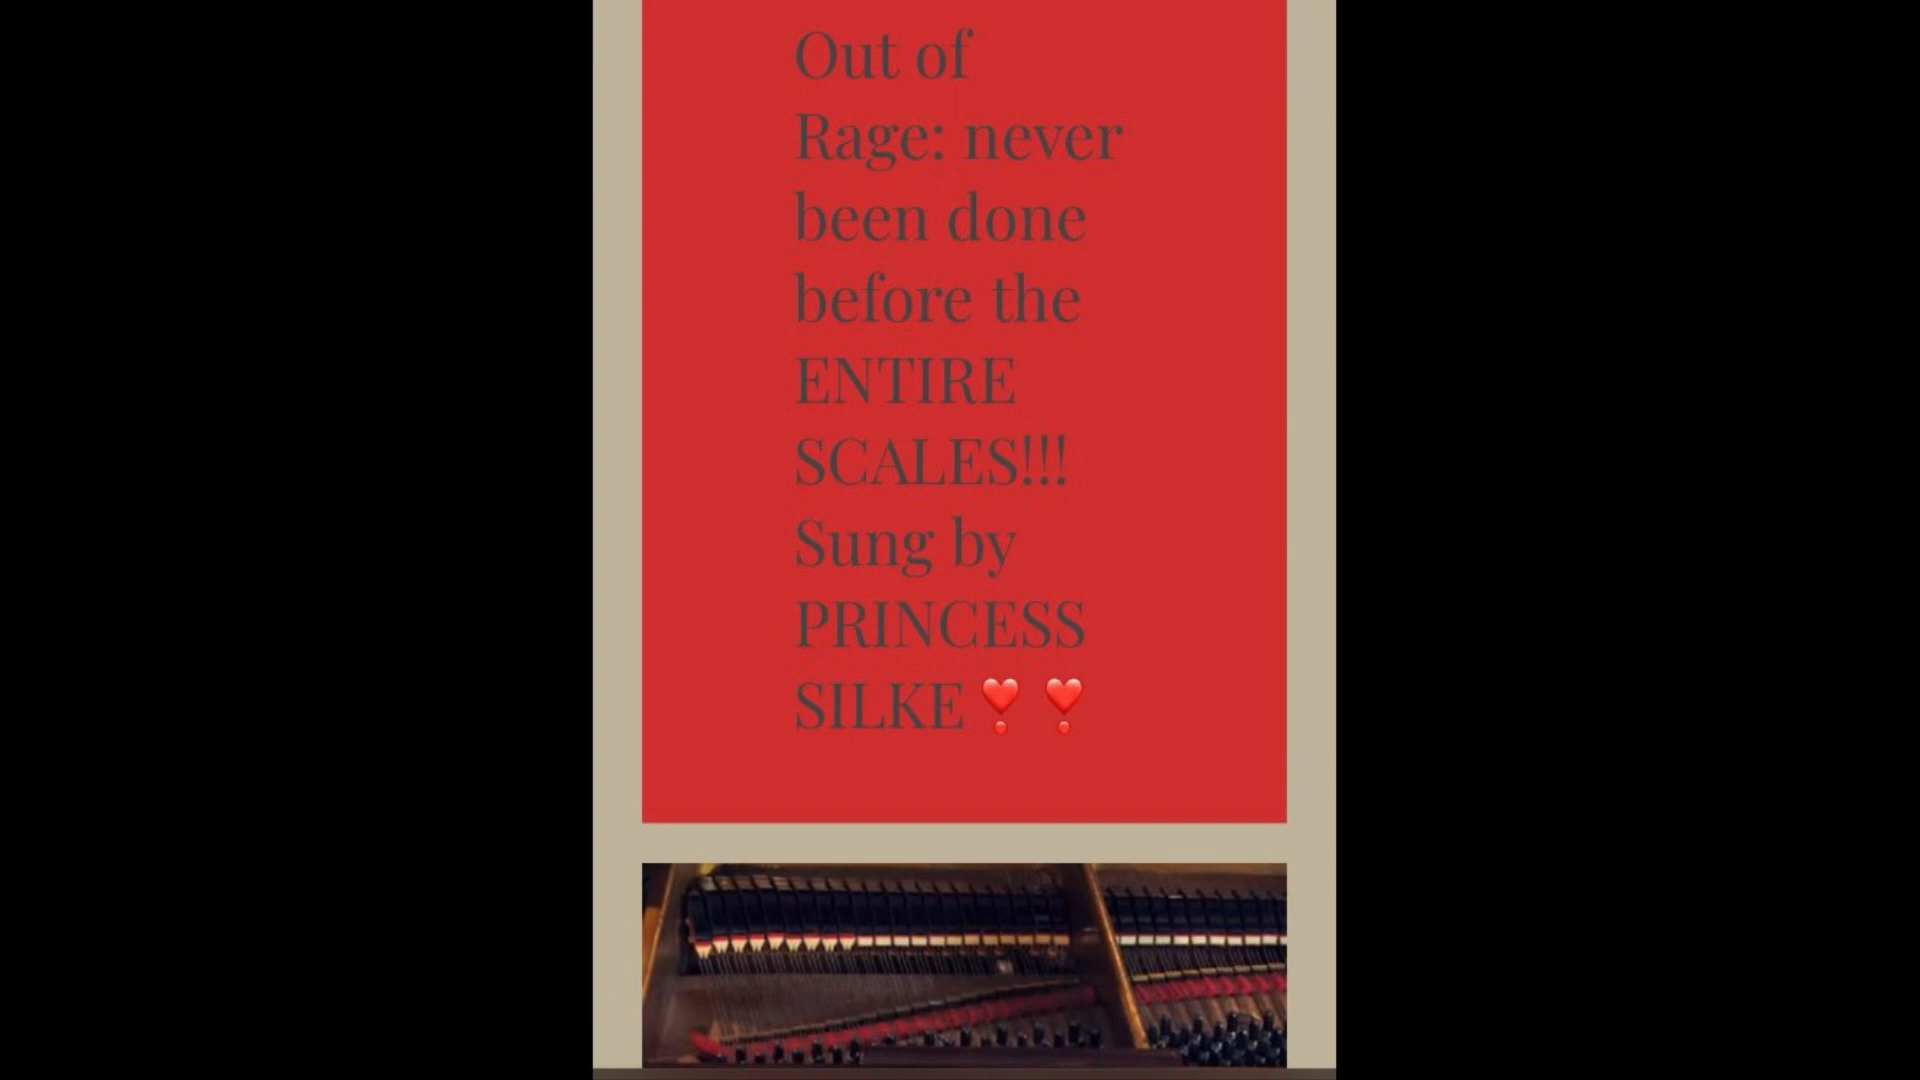 Out of
Rage: never
been done
before the
ENTIRE
SCALES!!!
Sung by
PRINCESS
SILKE ❣️ ❣️